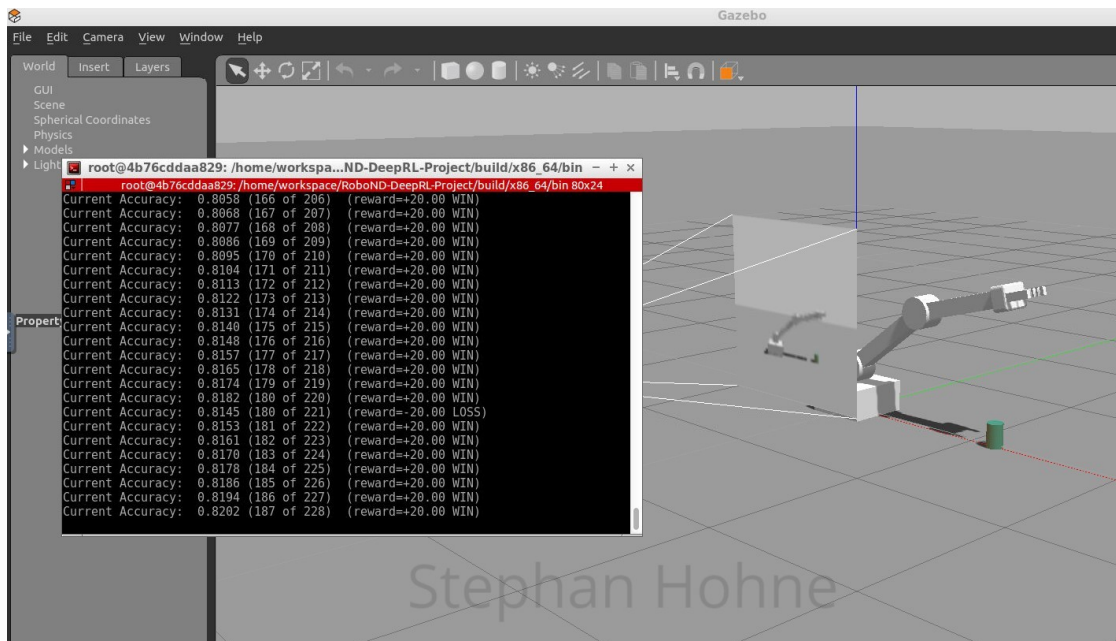 Gazebo
File Edit Camera View Window Help
World Insert Layers
GUI
Scene
Spherical Coordinates
Physics
Models
Light
root@4b76cddaa829: /home/workspa...ND-DeepRL-Project/build/x86_64/bin
root@4b76cddaa829: /home/workspace/RoboND-DeepRL-Project/build/x86_64/bin 80x24
Current Accuracy: 0.8058 (166 of 206) (reward=+20.00 WIN)
Current Accuracy: 0.8068 (167 of 207) (reward=+20.00 WIN)
Current Accuracy: 0.8077 (168 of 208) (reward=+20.00 WIN)
Current Accuracy: 0.8086 (169 of 209) (reward=+20.00 WIN)
Current Accuracy: 0.8095 (170 of 210) (reward=+20.00 WIN)
Current Accuracy: 0.8104 (171 of 211) (reward=+20.00 WIN)
Current Accuracy: 0.8113 (172 of 212) (reward=+20.00 WIN)
Current Accuracy: 0.8122 (173 of 213) (reward=+20.00 WIN)
Current Accuracy: 0.8131 (174 of 214) (reward=+20.00 WIN)
Current Accuracy: 0.8140 (175 of 215) (reward=+20.00 WIN)
Current Accuracy: 0.8148 (176 of 216) (reward=+20.00 WIN)
Current Accuracy: 0.8157 (177 of 217) (reward=+20.00 WIN)
Current Accuracy: 0.8165 (178 of 218) (reward=+20.00 WIN)
Current Accuracy: 0.8174 (179 of 219) (reward=+20.00 WIN)
Current Accuracy: 0.8182 (180 of 220) (reward=+20.00 WIN)
Current Accuracy: 0.8145 (180 of 221) (reward=-20.00 LOSS)
Current Accuracy: 0.8153 (181 of 222) (reward=+20.00 WIN)
Current Accuracy: 0.8161 (182 of 223) (reward=+20.00 WIN)
Current Accuracy: 0.8170 (183 of 224) (reward=+20.00 WIN)
Current Accuracy: 0.8178 (184 of 225) (reward=+20.00 WIN)
Current Accuracy: 0.8186 (185 of 226) (reward=+20.00 WIN)
Current Accuracy: 0.8194 (186 of 227) (reward=+20.00 WIN)
Current Accuracy: 0.8202 (187 of 228) (reward=+20.00 WIN)
Propert
Stephan Hohne